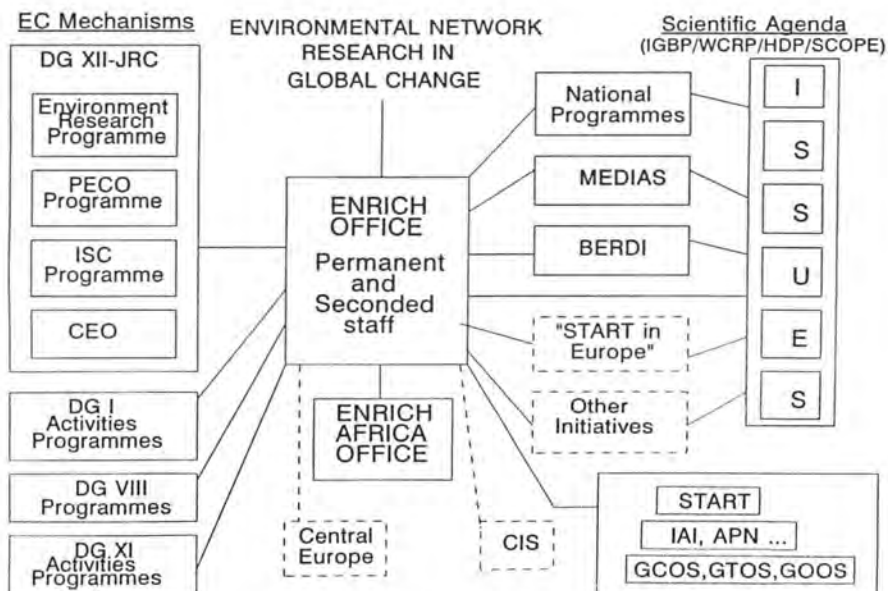 EC Mechanisms
DG XII-JRC
Environment
Research
Programme
PECO
Programme
ISC
Programme
CEO
DG I
Activities
Programmes
DG VIII
Programmes
DG XI
Activities
Programmes
ENVIRONMENTAL NETWORK
RESEARCH IN
GLOBAL CHANGE
ENRICH
OFFICE
Permanent
and
Seconded
staff
ENRICH
AFRICA
OFFICE
Central
Europe
CIS
National
Programmes
MEDIAS
BERDI
"START in
Europe"
Other
Initiatives
Scientific Agenda
(IGBP/WCRP/HDP/SCOPE)
I
S
S
U
E
S
START
IAI, APN ...
GCOS,GTOS,GOOS